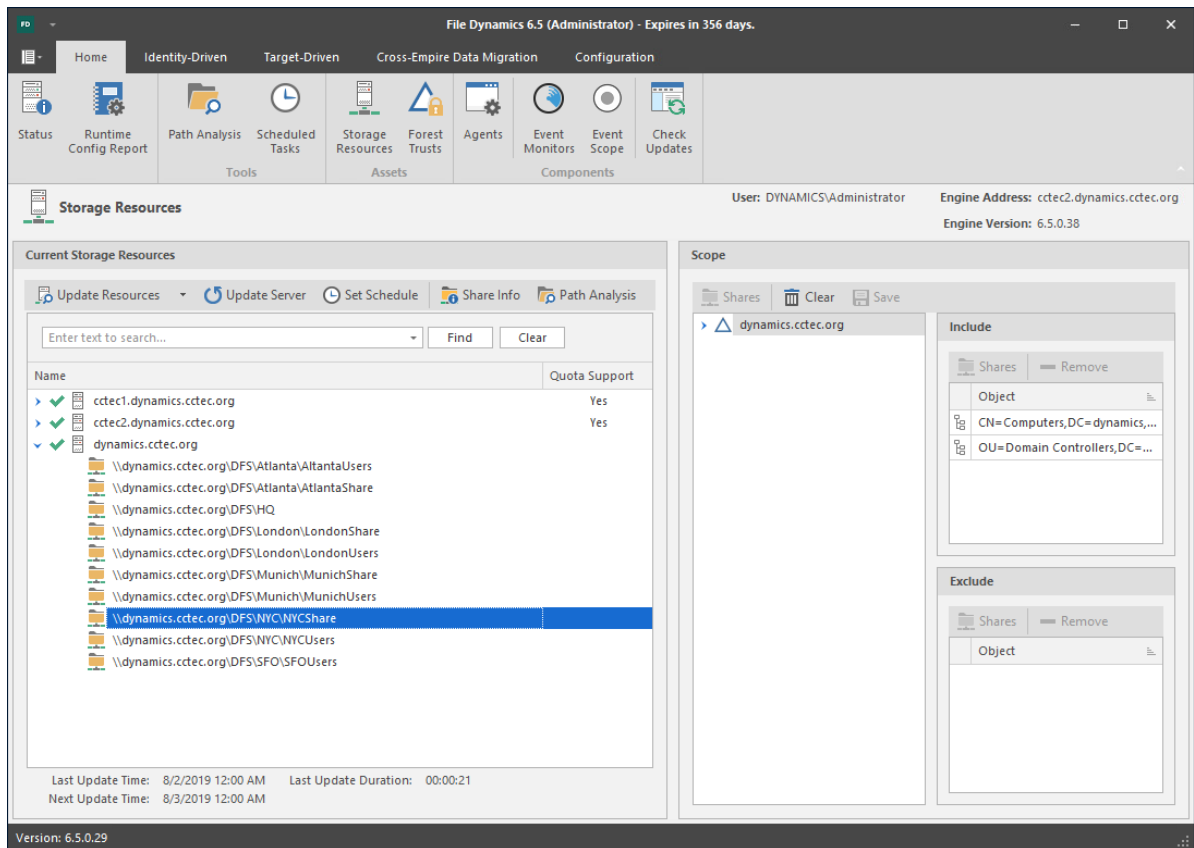 FD
File Dynamics 6.5 (Administrator) - Expires in 356 days.
Home Identity-Driven Target-Driven Cross-Empire Data Migration Configuration
Status
Runtime
Config Report
Path Analysis
Scheduled
Tasks
Storage
Resources
Forest
Trusts
Agents
Event
Monitors
Event
Scope
Check
Updates
Tools
Assets
Components
Storage Resources
User: DYNAMICS\Administrator
Engine Address: cctec2.dynamics.cctec.org
Engine Version: 6.5.0.38
Current Storage Resources
Update Resources Update Server Set Schedule Share Info Path Analysis
Enter text to search... Find Clear
Name Quota Support
cctec1.dynamics.cctec.org Yes
cctec2.dynamics.cctec.org Yes
dynamics.cctec.org
\\dynamics.cctec.org\DFS\Atlanta\AltantaUsers
\\dynamics.cctec.org\DFS\Atlanta\AtlantaShare
\\dynamics.cctec.org\DFS\HQ
\\dynamics.cctec.org\DFS\London\LondonShare
\\dynamics.cctec.org\DFS\London\LondonUsers
\\dynamics.cctec.org\DFS\Munich\MunichShare
\\dynamics.cctec.org\DFS\Munich\MunichUsers
\\dynamics.cctec.org\DFS\NYC\NYCShare
\\dynamics.cctec.org\DFS\NYC\NYCUsers
\\dynamics.cctec.org\DFS\SFO\SFOUsers
Last Update Time: 8/2/2019 12:00 AM Last Update Duration: 00:00:21
Next Update Time: 8/3/2019 12:00 AM
Scope
Shares Clear Save
dynamics.cctec.org
Include
Shares Remove
Object
CN=Computers,DC=dynamics,...
OU=Domain Controllers,DC=...
Exclude
Shares Remove
Object
Version: 6.5.0.29